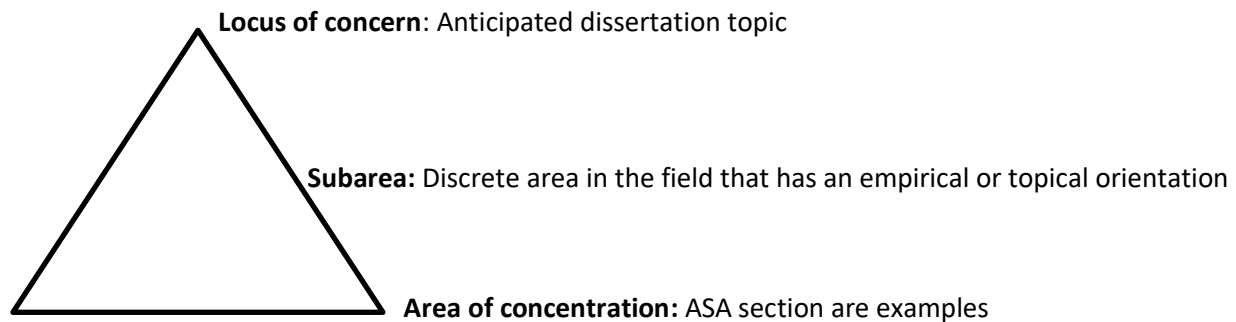 Locus of concern: Anticipated dissertation topic
Subarea: Discrete area in the field that has an empirical or topical orientation
Area of concentration: ASA section are examples